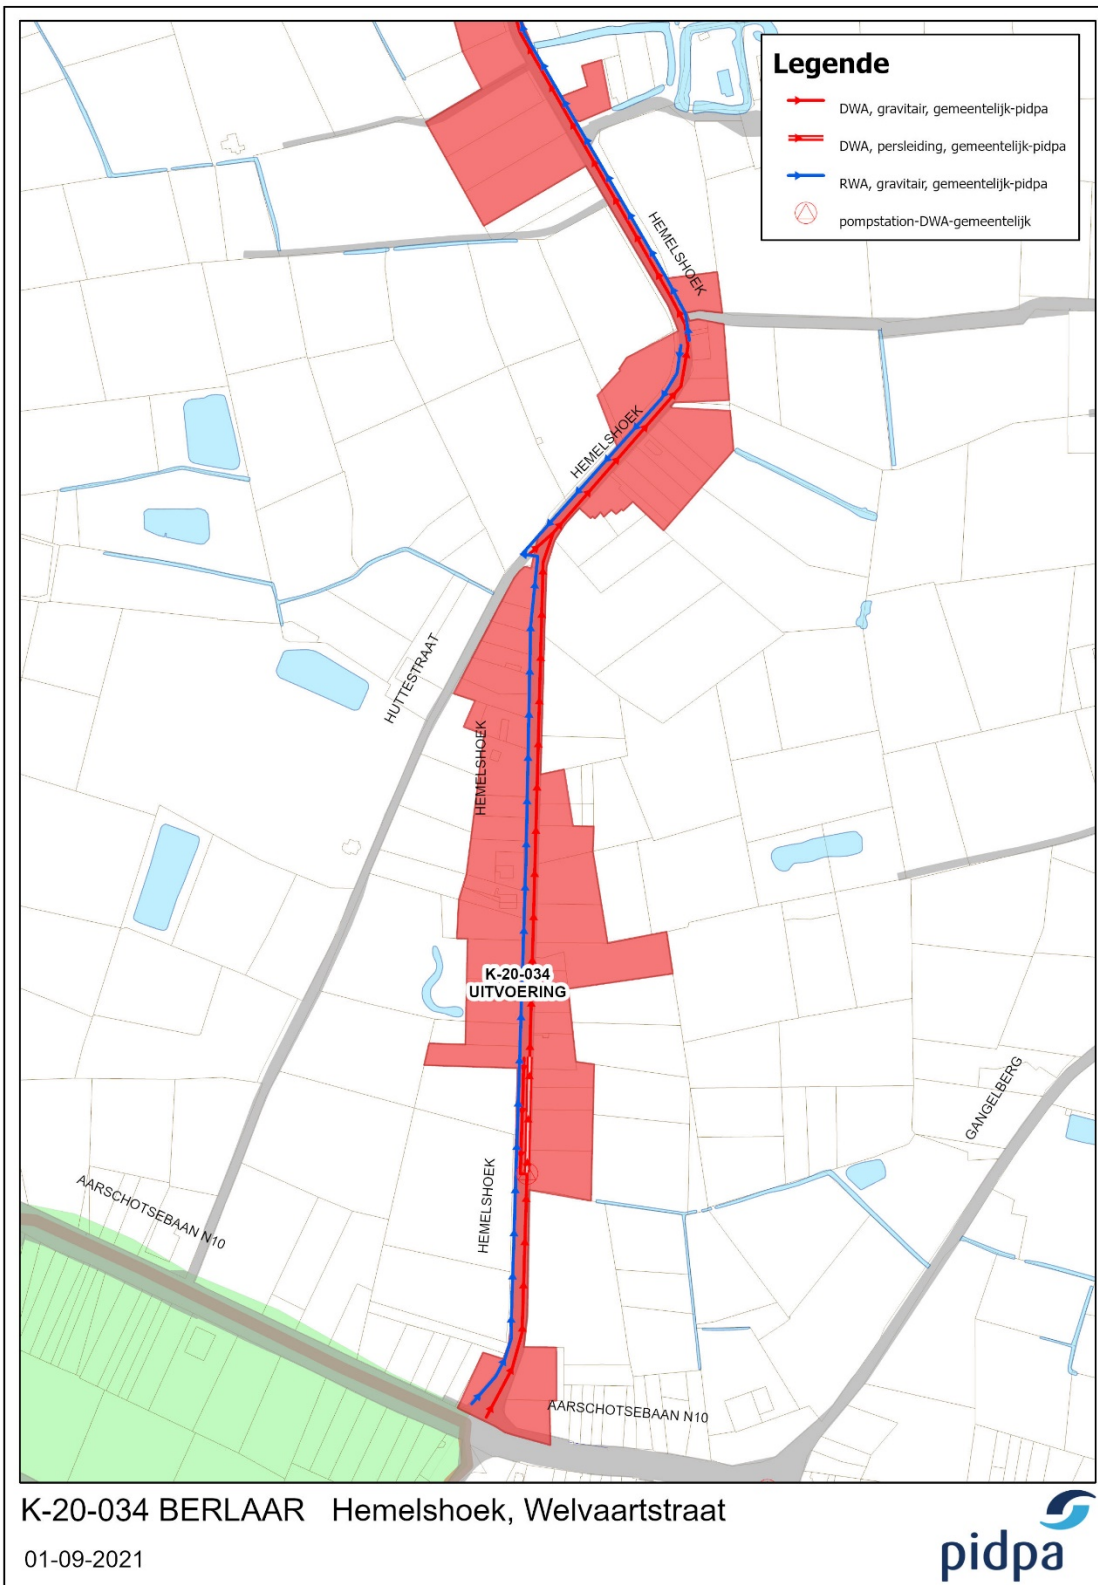 Legende
DWA, gravitair, gemeentelijk-pidpa
DWA, persleiding, gemeentelijk-pidpa
RWA, gravitair, gemeentelijk-pidpa
pompstation-DWA-gemeentelijk
HEMELSHOEK
HEMELSHOEK
HUTTESTRAAT
HEMELSHOEK
K-20-034
UITVOERING
GANGELBERG
HEMELSHOEK
AARSCHOTSEBAAN N10
AARSCHOTSEBAAN N10
K-20-034 BERLAAR Hemelshoek, Welvaartstraat
01-09-2021
pidpa